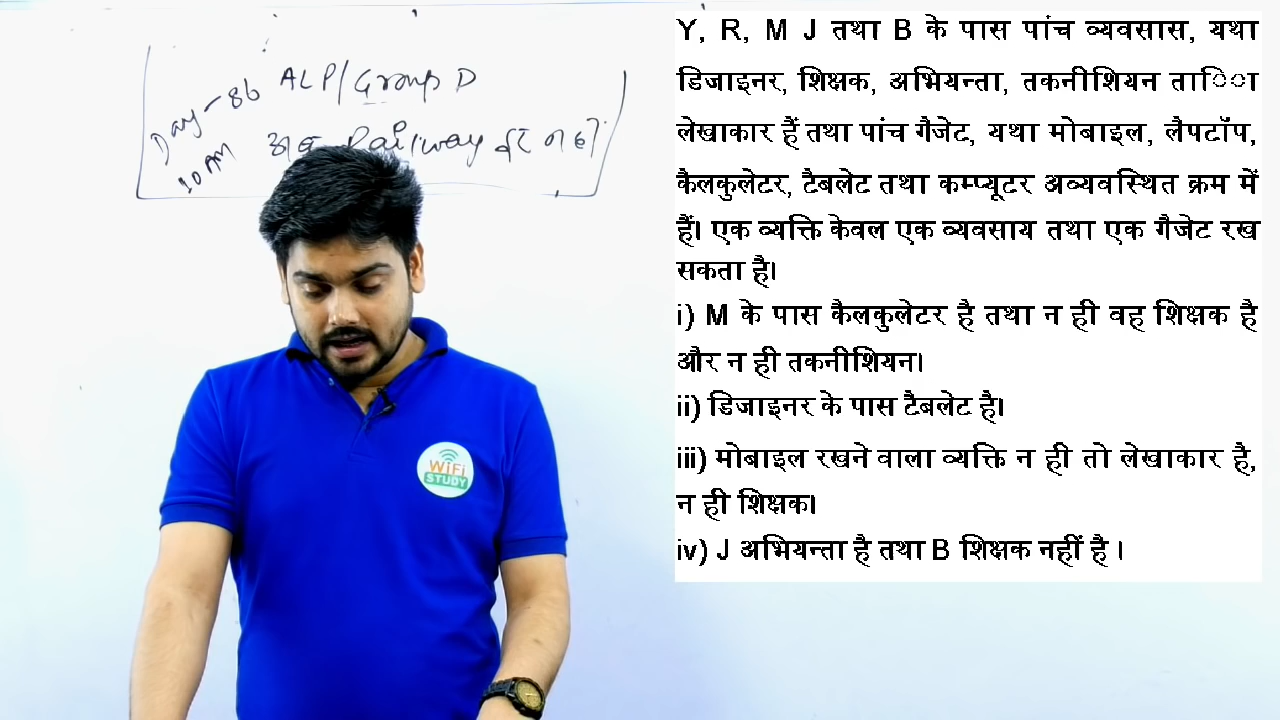 Day-86 ALP/Group D
10 AM
Y, R, M J तथा B के पास पांच व्यवसास, यथा
डिजाइनर, शिक्षक, अभियन्ता, तकनीशियन तािा
लेखाकार हैं तथा पांच गैजेट, यथा मोबाइल, लैपटॉप,
कैलकुलेटर, टैबलेट तथा कम्प्यूटर अव्यवस्थित क्रम में
हैं। एक व्यक्ति केवल एक व्यवसाय तथा एक गैजेट रख
सकता है।
i) M के पास कैलकुलेटर है तथा न ही वह शिक्षक है
और न ही तकनीशियन।
ii) डिजाइनर के पास टैबलेट है।
iii) मोबाइल रखने वाला व्यक्ति न ही तो लेखाकार है,
न ही शिक्षक।
iv) J अभियन्ता है तथा B शिक्षक नहीं है ।
WiFi
STUDY